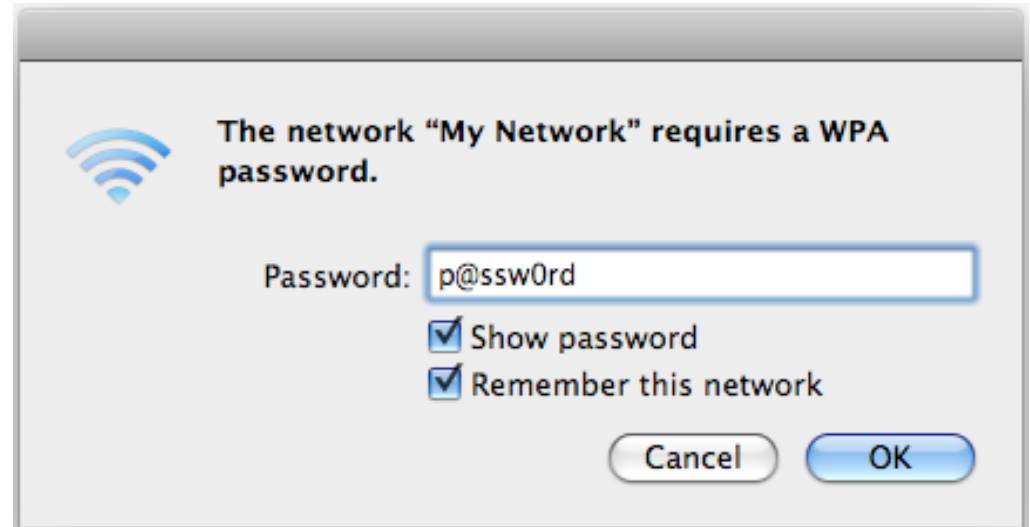 The network “My Network” requires a WPA
password.
Password: p@ssw0rd
Show password
Remember this network
Cancel OK